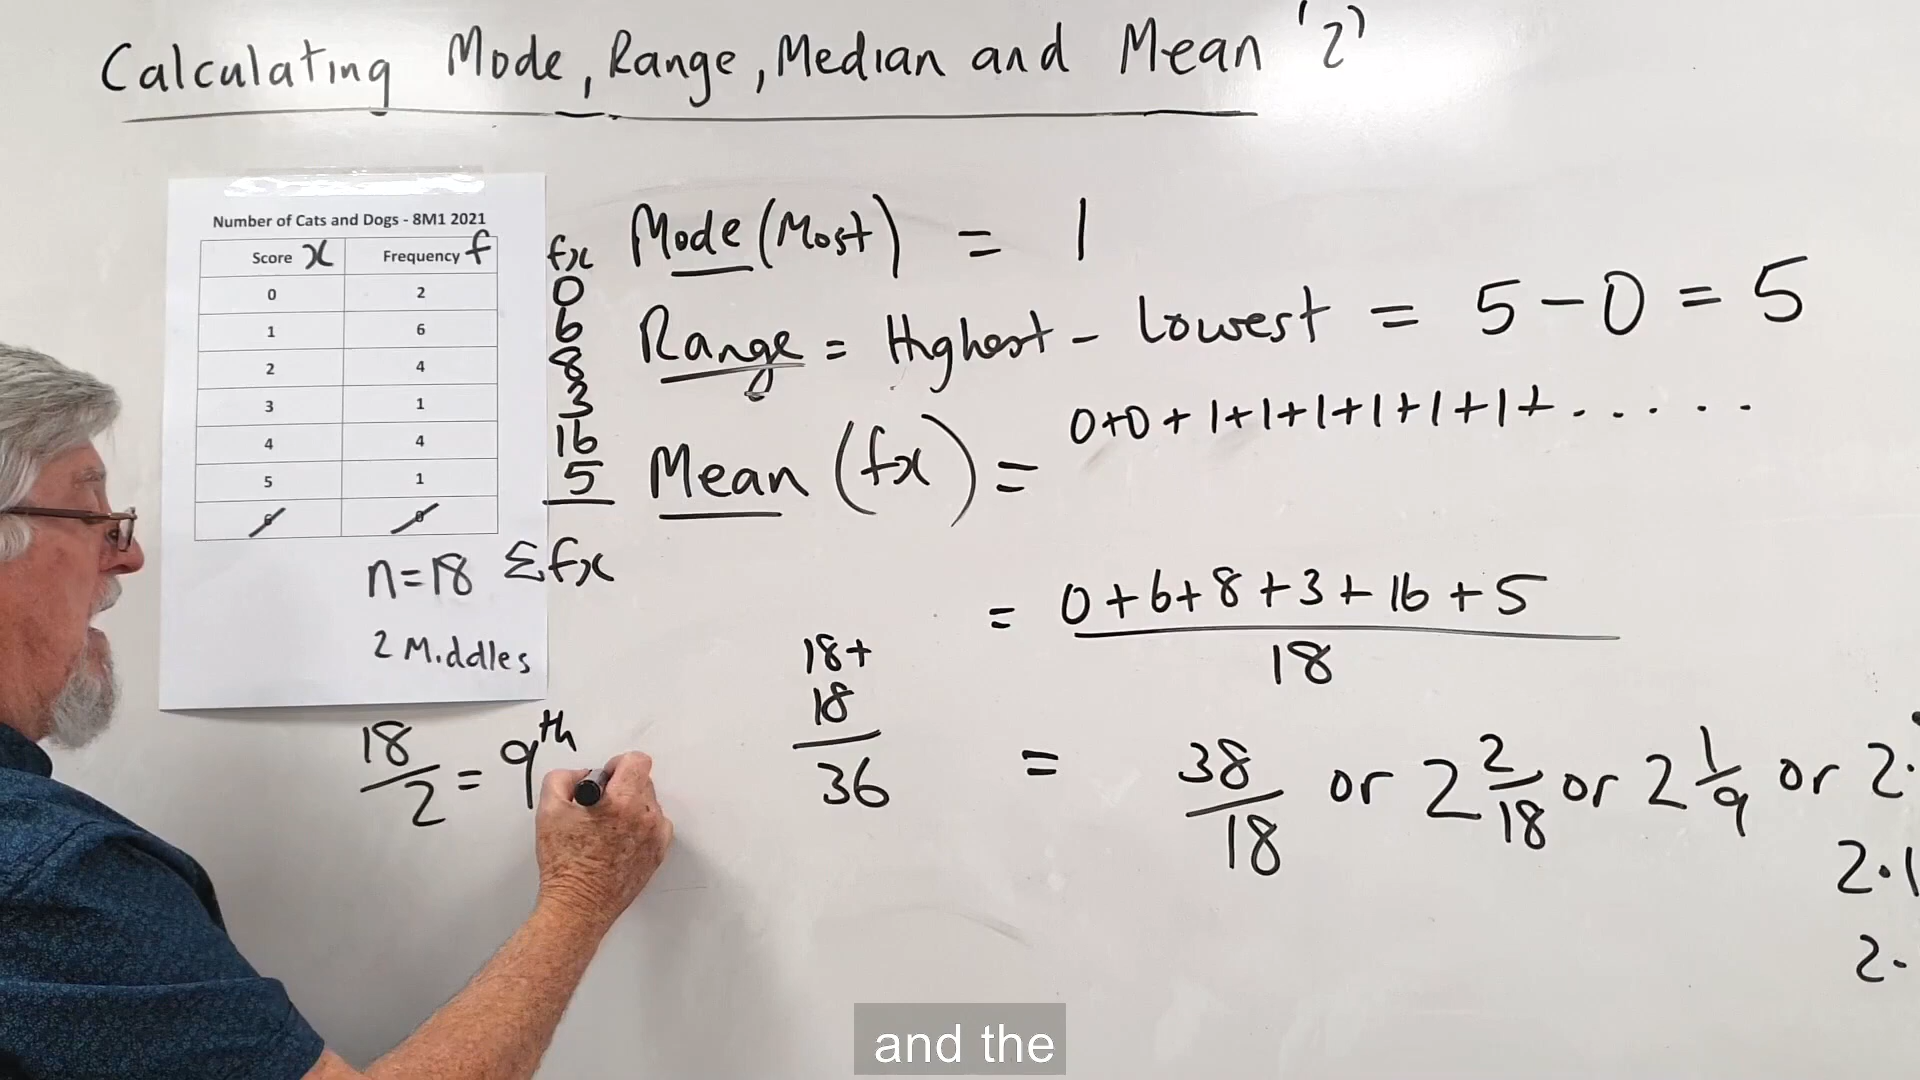 Calculating Mode, Range, Median and Mean '2'
Number of Cats and Dogs - 8M1 2021
Score x Frequency f fx
0 2 0
1 6 6
2 4 8
3 1 3
4 4 16
5 1 5
n=18 Σfx
2 Middles
18/2 = 9th
Mode (Most) = 1
Range = Highest - Lowest = 5-0 = 5
Mean (fx) = 0+0+1+1+1+1+1+1+......
= 0+6+8+3+16+5
18
18+
18
36
= 38/18 or 2 2/18 or 2 1/9 or 2.
2.1
2.
and the